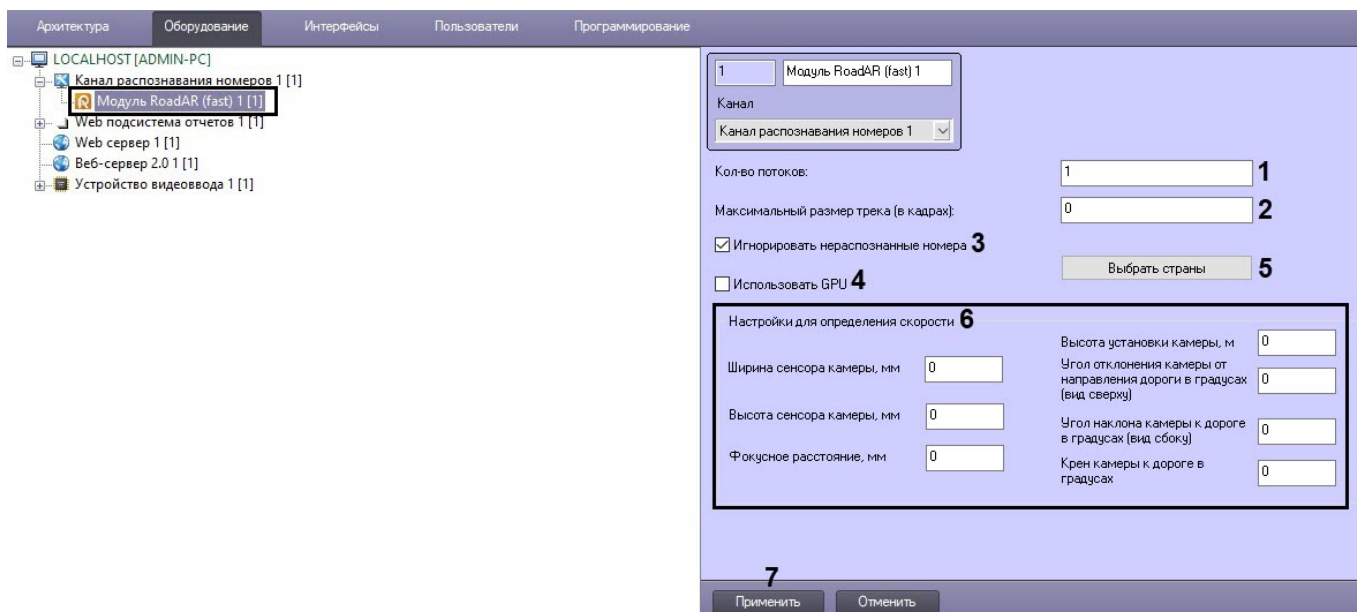 Архитектура Оборудование Интерфейсы Пользователи Программирование
LOCALHOST [ADMIN-PC]
Канал распознавания номеров 1 [1]
Модуль RoadAR (fast) 1 [1]
Web подсистема отчетов 1 [1]
Web сервер 1 [1]
Веб-сервер 2.0 1 [1]
Устройство видеоввода 1 [1]
1 Модуль RoadAR (fast) 1
Канал
Канал распознавания номеров 1
Кол-во потоков: 1 1
Максимальный размер трека (в кадрах): 0 2
Игнорировать нераспознанные номера 3
Выбрать страны 5
Использовать GPU 4
Настройки для определения скорости 6
Ширина сенсора камеры, мм 0
Высота сенсора камеры, мм 0
Фокусное расстояние, мм 0
Высота установки камеры, м 0
Угол отклонения камеры от
направления дороги в градусах 0
(вид сверху)
Угол наклона камеры к дороге
в градусах (вид сбоку) 0
Крен камеры к дороге в
градусах 0
7
Применить Отменить